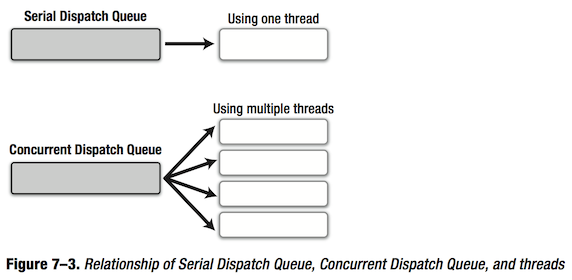 Serial Dispatch Queue
Using one thread
Using multiple threads
Concurrent Dispatch Queue
Figure 7–3. Relationship of Serial Dispatch Queue, Concurrent Dispatch Queue, and threads